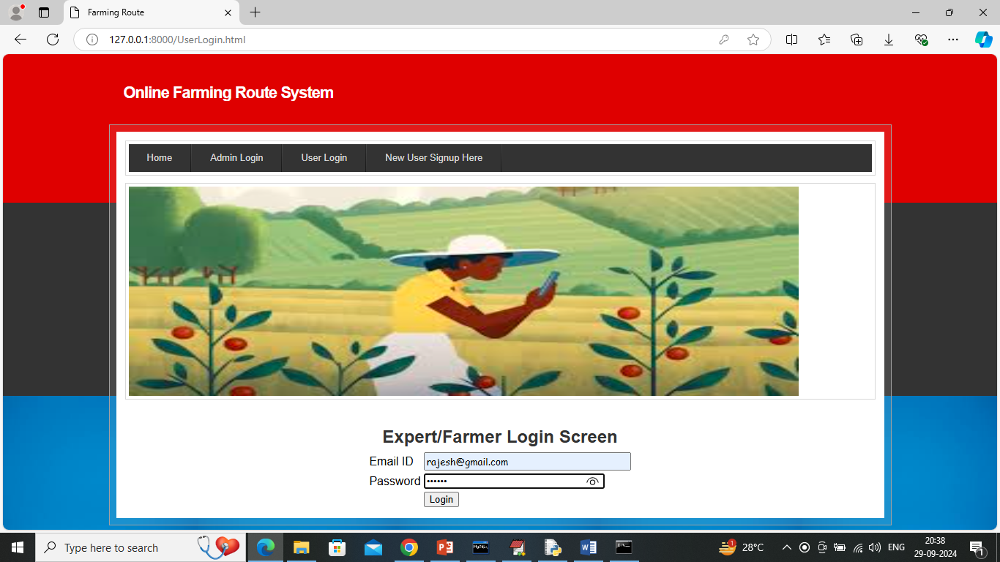 Farming Route
127.0.0.1:8000/UserLogin.html
Online Farming Route System
Home Admin Login User Login New User Signup Here
Expert/Farmer Login Screen
Email ID rajesh@gmail.com
Password ••••••
Login
Type here to search
1
28°C
ENG
20:38
29-09-2024
1